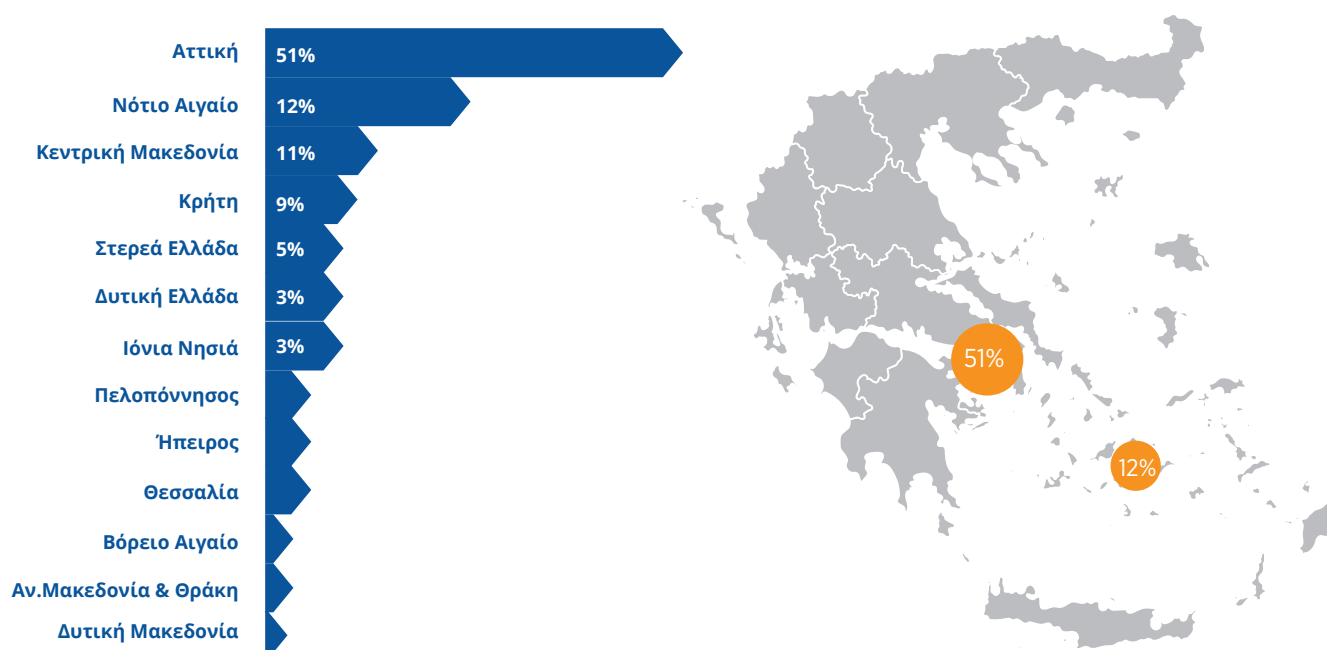 Αττική 51%
Νότιο Αιγαίο 12%
Κεντρική Μακεδονία 11%
Κρήτη 9%
Στερεά Ελλάδα 5%
Δυτική Ελλάδα 3%
Ιόνια Νησιά 3%
Πελοπόννησος
Ήπειρος
Θεσσαλία
Βόρειο Αιγαίο
Αν.Μακεδονία & Θράκη
Δυτική Μακεδονία
51%
12%